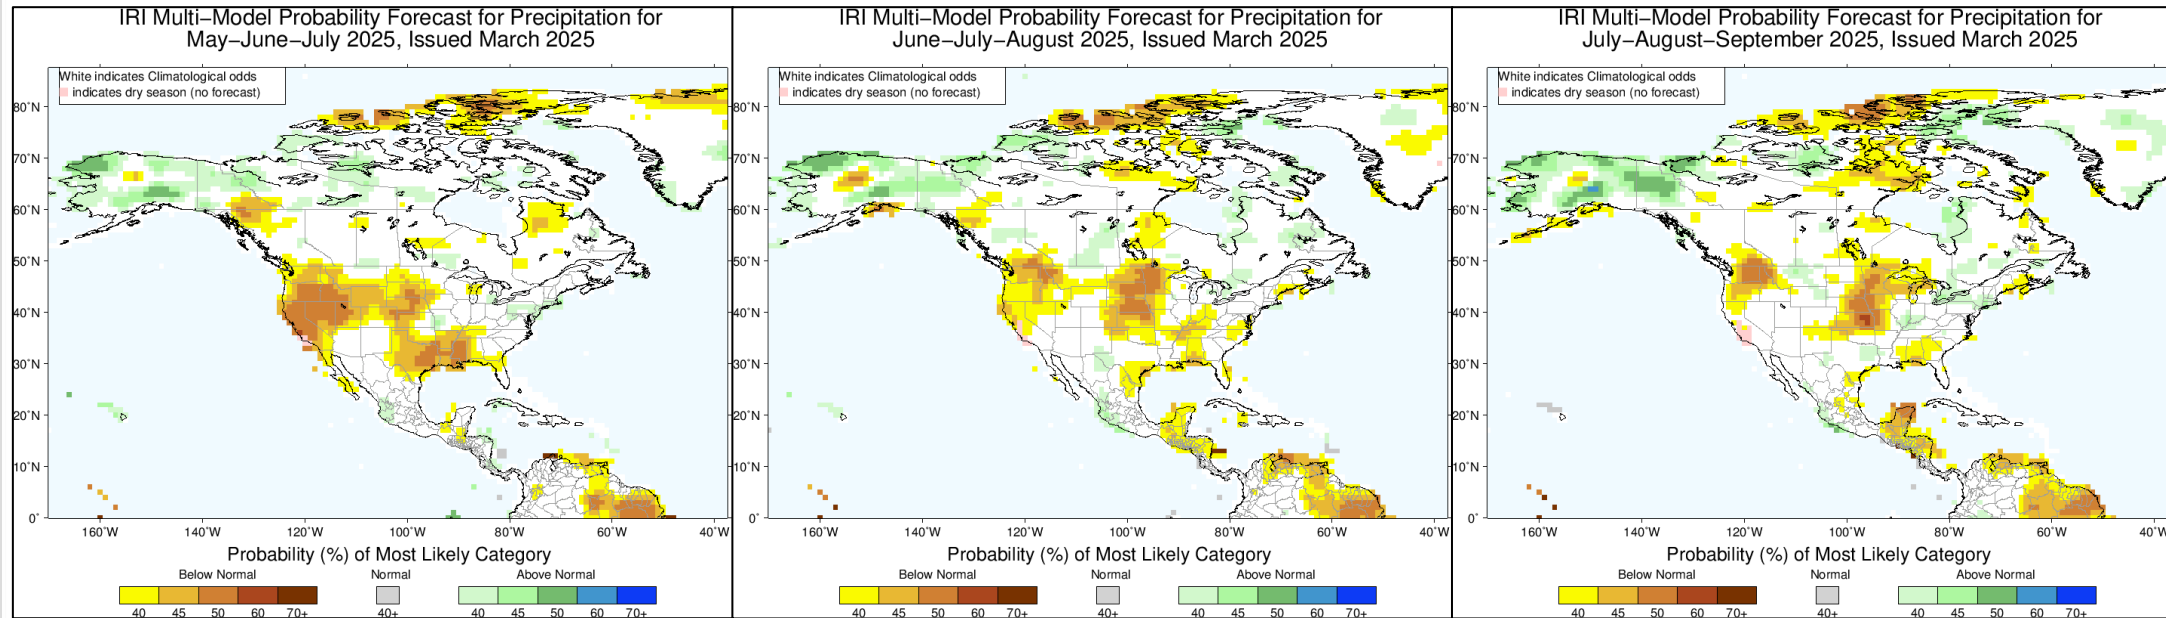 IRI Multi–Model Probability Forecast for Precipitation for
May–June–July 2025, Issued March 2025
White indicates Climatological odds
indicates dry season (no forecast)
80°N
70°N
60°N
50°N
40°N
30°N
20°N
10°N
0°
160°W 140°W 120°W 100°W 80°W 60°W 40°W
Probability (%) of Most Likely Category
Below Normal Normal Above Normal
40 45 50 60 70+ 40+ 40 45 50 60 70+
IRI Multi–Model Probability Forecast for Precipitation for
June–July–August 2025, Issued March 2025
White indicates Climatological odds
indicates dry season (no forecast)
80°N
70°N
60°N
50°N
40°N
30°N
20°N
10°N
0°
160°W 140°W 120°W 100°W 80°W 60°W 40°W
Probability (%) of Most Likely Category
Below Normal Normal Above Normal
40 45 50 60 70+ 40+ 40 45 50 60 70+
IRI Multi–Model Probability Forecast for Precipitation for
July–August–September 2025, Issued March 2025
White indicates Climatological odds
indicates dry season (no forecast)
80°N
70°N
60°N
50°N
40°N
30°N
20°N
10°N
0°
160°W 140°W 120°W 100°W 80°W 60°W 40°W
Probability (%) of Most Likely Category
Below Normal Normal Above Normal
40 45 50 60 70+ 40+ 40 45 50 60 70+